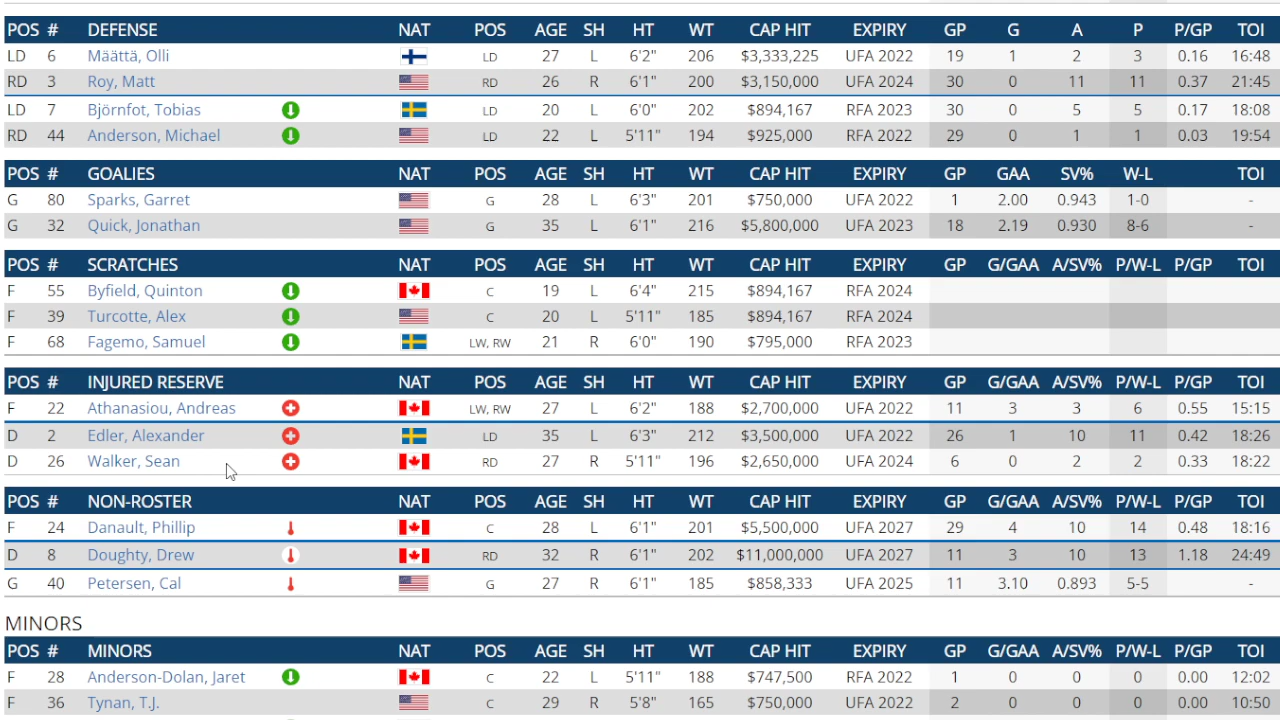 POS # DEFENSE NAT POS AGE SH HT WT CAP HIT EXPIRY GP G A P P/GP TOI
LD 6 Määttä, Olli LD 27 L 6'2" 206 $3,333,225 UFA 2022 19 1 2 3 0.16 16:48
RD 3 Roy, Matt RD 26 R 6'1" 200 $3,150,000 UFA 2024 30 0 11 11 0.37 21:45
LD 7 Björnfot, Tobias LD 20 L 6'0" 202 $894,167 RFA 2023 30 0 5 5 0.17 18:08
RD 44 Anderson, Michael LD 22 L 5'11" 194 $925,000 RFA 2022 29 0 1 1 0.03 19:54
POS # GOALIES NAT POS AGE SH HT WT CAP HIT EXPIRY GP GAA SV% W-L TOI
G 80 Sparks, Garret G 28 L 6'3" 201 $750,000 UFA 2022 1 2.00 0.943 1-0 -
G 32 Quick, Jonathan G 35 L 6'1" 216 $5,800,000 UFA 2023 18 2.19 0.930 8-6 -
POS # SCRATCHES NAT POS AGE SH HT WT CAP HIT EXPIRY GP G/GAA A/SV% P/W-L P/GP TOI
F 55 Byfield, Quinton C 19 L 6'4" 215 $894,167 RFA 2024
F 39 Turcotte, Alex C 20 L 5'11" 185 $894,167 RFA 2024
F 68 Fagemo, Samuel LW, RW 21 R 6'0" 190 $795,000 RFA 2023
POS # INJURED RESERVE NAT POS AGE SH HT WT CAP HIT EXPIRY GP G/GAA A/SV% P/W-L P/GP TOI
F 22 Athanasiou, Andreas LW, RW 27 L 6'2" 188 $2,700,000 UFA 2022 11 3 3 6 0.55 15:15
D 2 Edler, Alexander LD 35 L 6'3" 212 $3,500,000 UFA 2022 26 1 10 11 0.42 18:26
D 26 Walker, Sean RD 27 R 5'11" 196 $2,650,000 UFA 2024 6 0 2 2 0.33 18:22
POS # NON-ROSTER NAT POS AGE SH HT WT CAP HIT EXPIRY GP G/GAA A/SV% P/W-L P/GP TOI
F 24 Danault, Phillip C 28 L 6'1" 201 $5,500,000 UFA 2027 29 4 10 14 0.48 18:16
D 8 Doughty, Drew RD 32 R 6'1" 202 $11,000,000 UFA 2027 11 3 10 13 1.18 24:49
G 40 Petersen, Cal G 27 R 6'1" 185 $858,333 UFA 2025 11 3.10 0.893 5-5 -
MINORS
POS # MINORS NAT POS AGE SH HT WT CAP HIT EXPIRY GP G/GAA A/SV% P/W-L P/GP TOI
F 28 Anderson-Dolan, Jaret C 22 L 5'11" 188 $747,500 RFA 2022 1 0 0 0 0.00 12:02
F 36 Tynan, T.J. C 29 R 5'8" 165 $750,000 UFA 2022 2 0 0 0 0.00 10:50